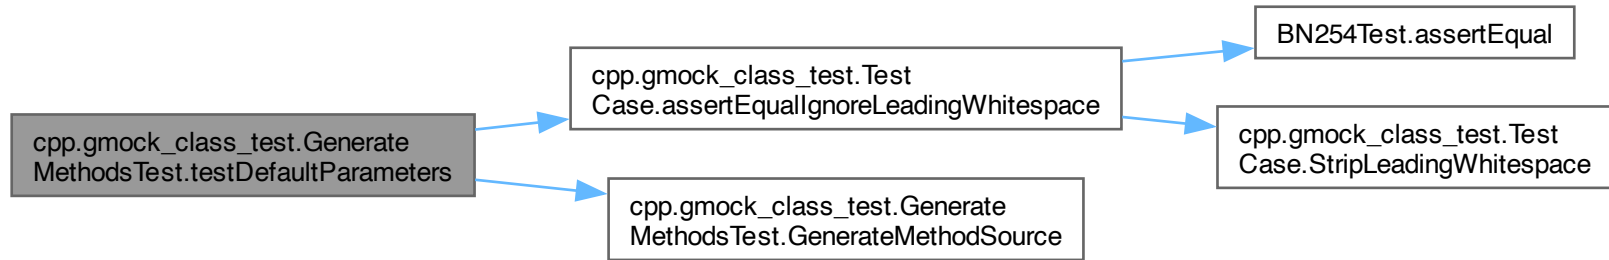 cpp.gmock_class_test.Generate
MethodsTest.testDefaultParameters
cpp.gmock_class_test.Test
Case.assertEqualIgnoreLeadingWhitespace
BN254Test.assertEqual
cpp.gmock_class_test.Test
Case.StripLeadingWhitespace
cpp.gmock_class_test.Generate
MethodsTest.GenerateMethodSource